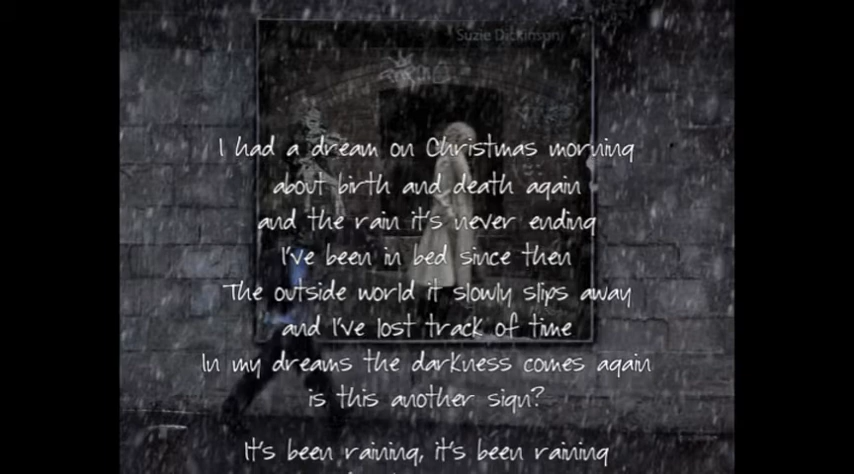 Suzie Dickinson
I had a dream on Christmas morning
about birth and death again
and the rain it's never ending
I've been in bed since then
The outside world it slowly slips away
and I've lost track of time
In my dreams the darkness comes again
is this another sign?
It's been raining, it's been raining